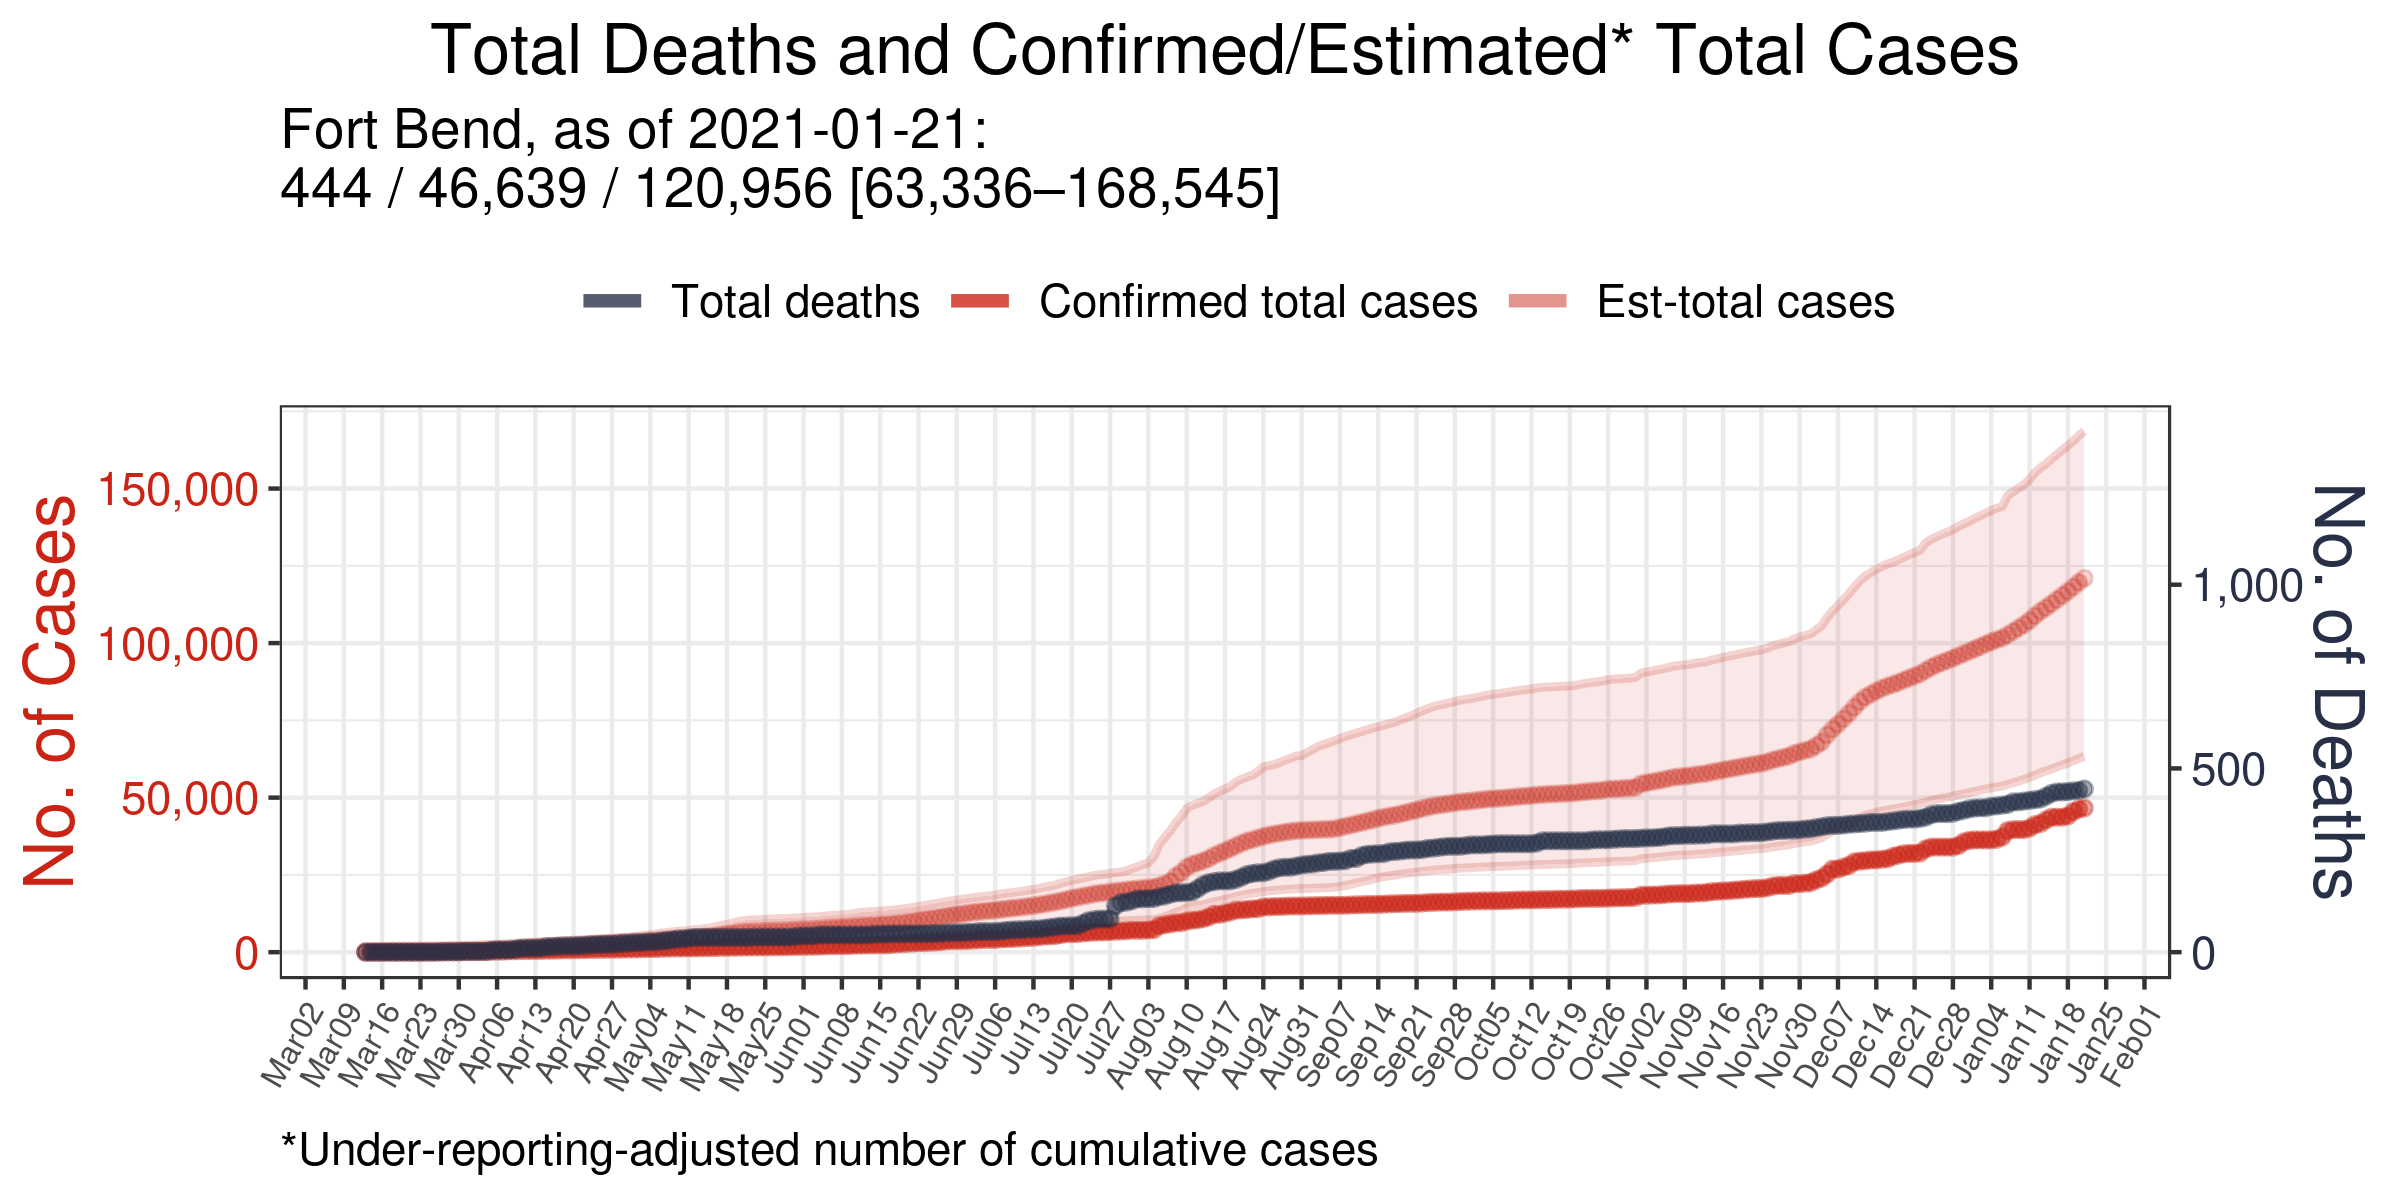 Total Deaths and Confirmed/Estimated* Total Cases
Fort Bend, as of 2021-01-21:
444 / 46,639 / 120,956 [63,336–168,545]
Total deaths
Confirmed total cases
Est-total cases
No. of Cases
150,000
100,000
50,000
0
No. of Deaths
1,000
500
0
Mar02
Mar09
Mar16
Mar23
Mar30
Apr06
Apr13
Apr20
Apr27
May04
May11
May18
May25
Jun01
Jun08
Jun15
Jun22
Jun29
Jul06
Jul13
Jul20
Jul27
Aug03
Aug10
Aug17
Aug24
Aug31
Sep07
Sep14
Sep21
Sep28
Oct05
Oct12
Oct19
Oct26
Nov02
Nov09
Nov16
Nov23
Nov30
Dec07
Dec14
Dec21
Dec28
Jan04
Jan11
Jan18
Jan25
Feb01
*Under-reporting-adjusted number of cumulative cases